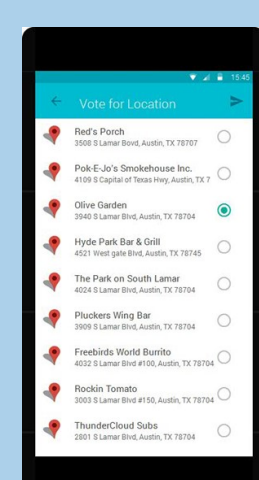 15:45
Vote for Location
Red's Porch
3508 S Lamar Bovd, Austin, TX 78707
Pok-E-Jo's Smokehouse Inc.
4109 S Capital of Texas Hwy, Austin, TX 7
Olive Garden
3940 S Lamar Blvd, Austin, TX 78704
Hyde Park Bar & Grill
4521 West gate Blvd, Austin, TX 78745
The Park on South Lamar
4024 S Lamar Blvd, Austin, TX 78704
Pluckers Wing Bar
3909 S Lamar Blvd, Austin, TX 78704
Freebirds World Burrito
4032 S Lamar Blvd #100, Austin, TX 78704
Rockin Tomato
3003 S Lamar Blvd #150, Austin, TX 78704
ThunderCloud Subs
2801 S Lamar Blvd, Austin, TX 78704